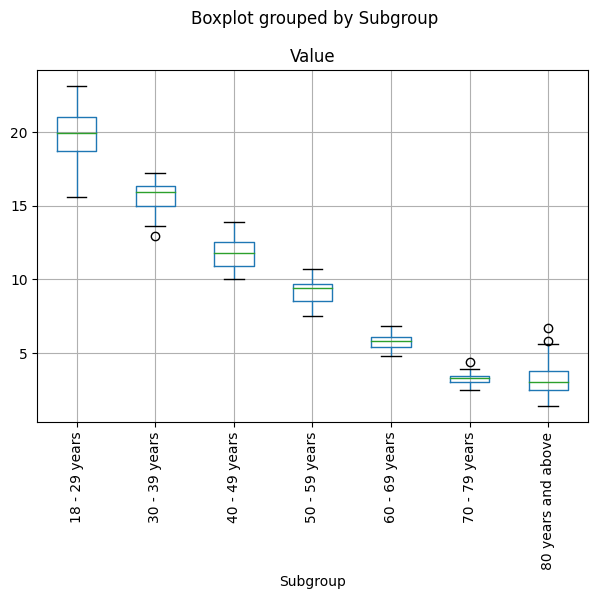 Boxplot grouped by Subgroup
Value
20
15
10
5
18 - 29 years
30 - 39 years
40 - 49 years
50 - 59 years
60 - 69 years
70 - 79 years
80 years and above
Subgroup